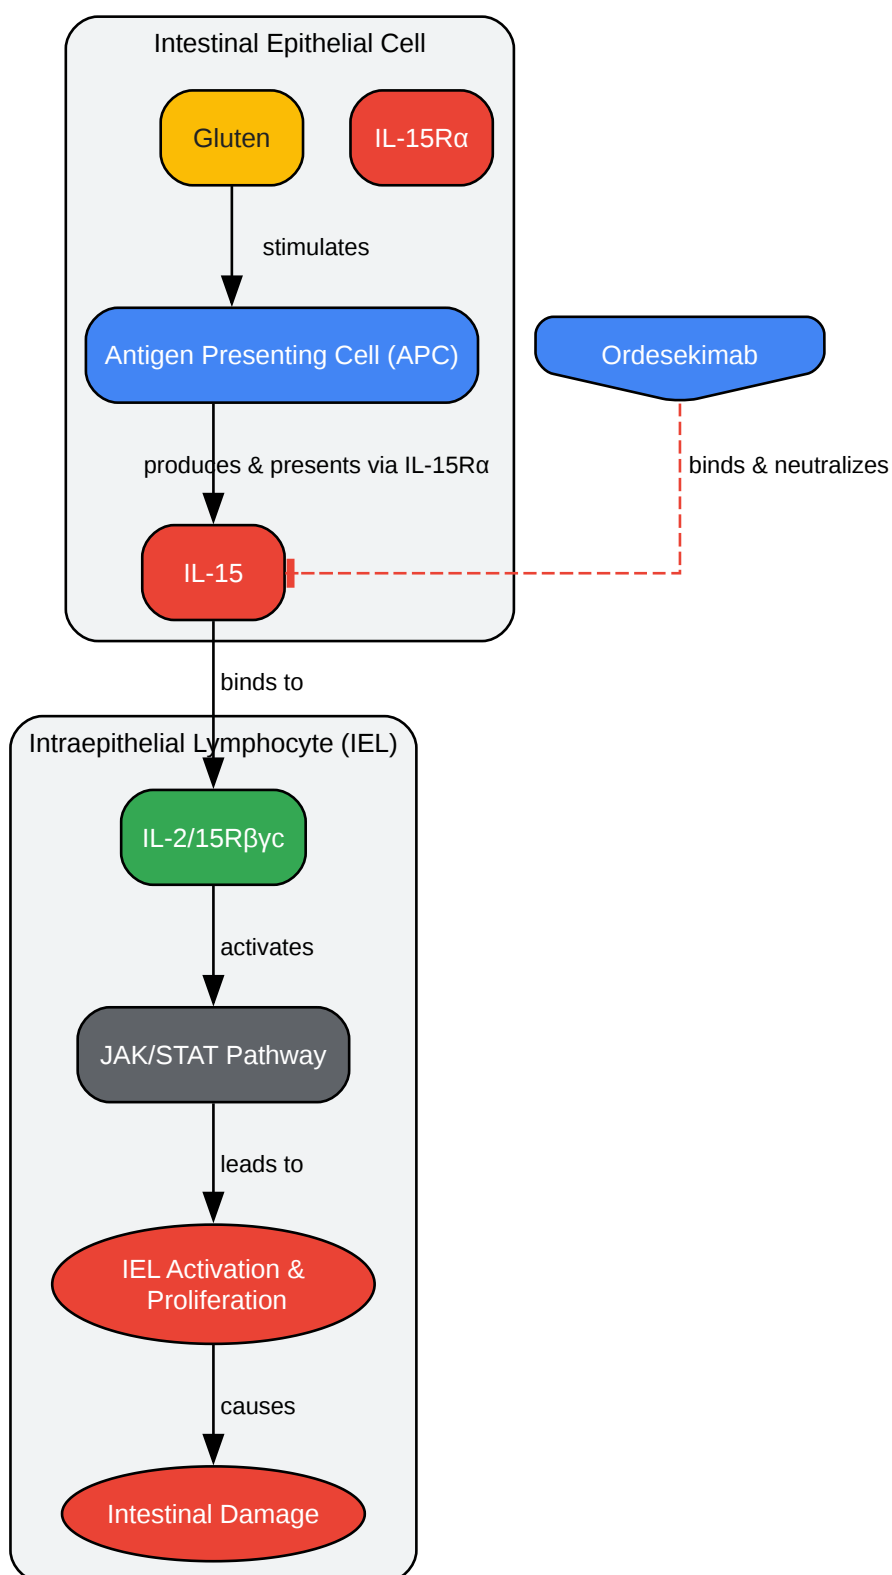 Intestinal Epithelial Cell
Gluten
IL-15Rα
stimulates
Antigen Presenting Cell (APC)
Ordesekimab
produces & presents via IL-15Rα
binds & neutralizes
IL-15
binds to
Intraepithelial Lymphocyte (IEL)
IL-2/15Rβγc
activates
JAK/STAT Pathway
leads to
IEL Activation &
Proliferation
causes
Intestinal Damage